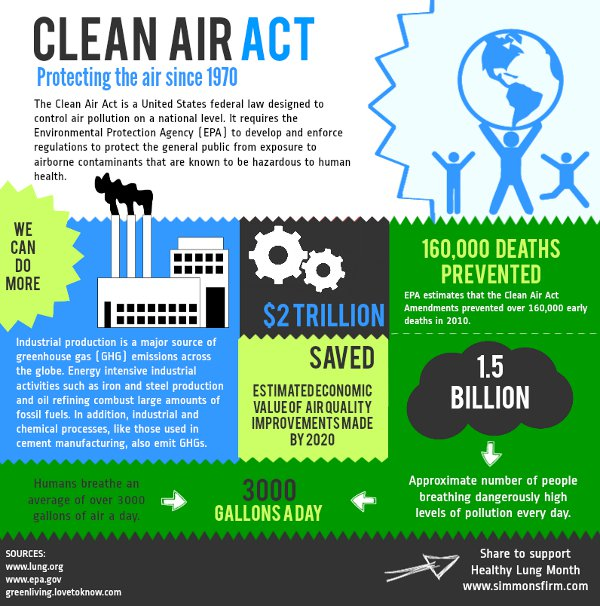 CLEAN AIR ACT
Protecting the air since 1970
The Clean Air Act is a United States federal law designed to
control air pollution on a national level. It requires the
Environmental Protection Agency (EPA) to develop and enforce
regulations to protect the general public from exposure to
airborne contaminants that are known to be hazardous to human
health.
WE
CAN
DO
MORE
Industrial production is a major source of
greenhouse gas (GHG) emissions across
the globe. Energy intensive industrial
activities such as iron and steel production
and oil refining combust large amounts of
fossil fuels. In addition, industrial and
chemical processes, like those used in
cement manufacturing, also emit GHGs.
$2 TRILLION
SAVED
ESTIMATED ECONOMIC
VALUE OF AIR QUALITY
IMPROVEMENTS MADE
BY 2020
160,000 DEATHS
PREVENTED
EPA estimates that the Clean Air Act
Amendments prevented over 160,000 early
deaths in 2010.
1.5
BILLION
Approximate number of people
breathing dangerously high
levels of pollution every day.
Humans breathe an
average of over 3000
gallons of air a day.
3000
GALLONS A DAY
SOURCES:
www.lung.org
www.epa.gov
greenliving.lovetoknow.com
Share to support
Healthy Lung Month
www.simmonsfirm.com